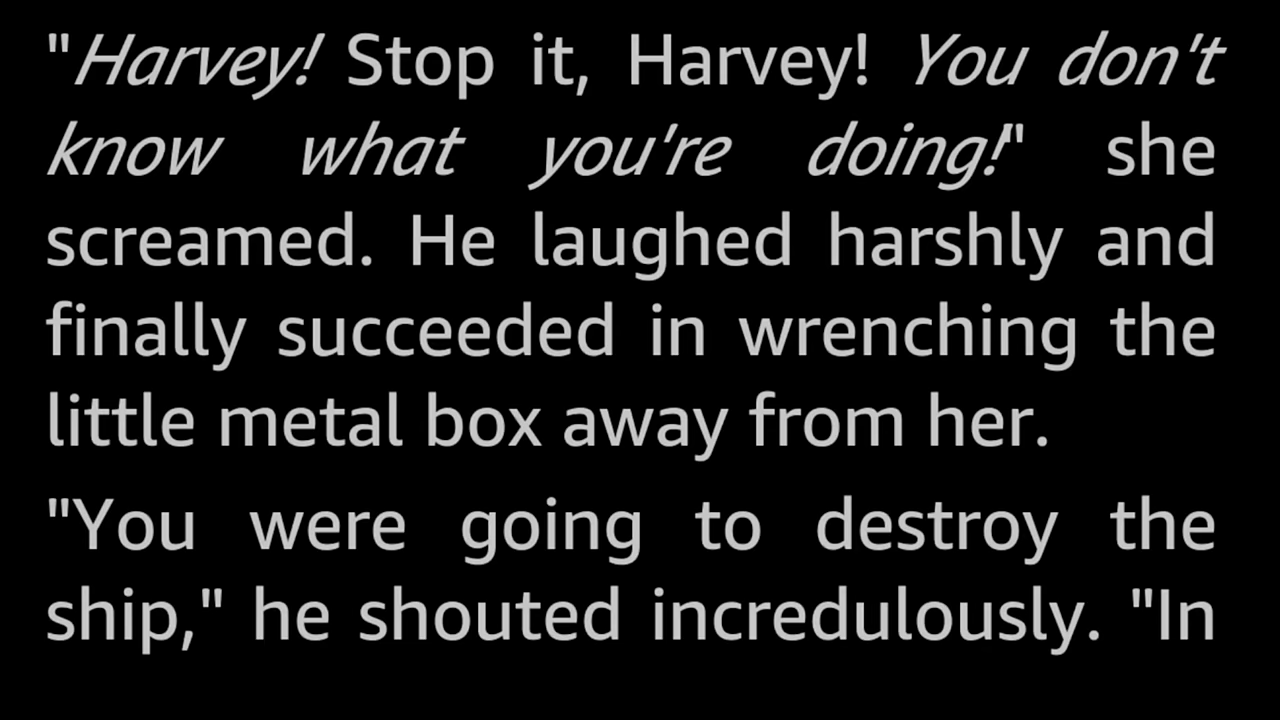 "Harvey! Stop it, Harvey! You don't
know what you're doing!" she
screamed. He laughed harshly and
finally succeeded in wrenching the
little metal box away from her.
"You were going to destroy the
ship," he shouted incredulously. "In